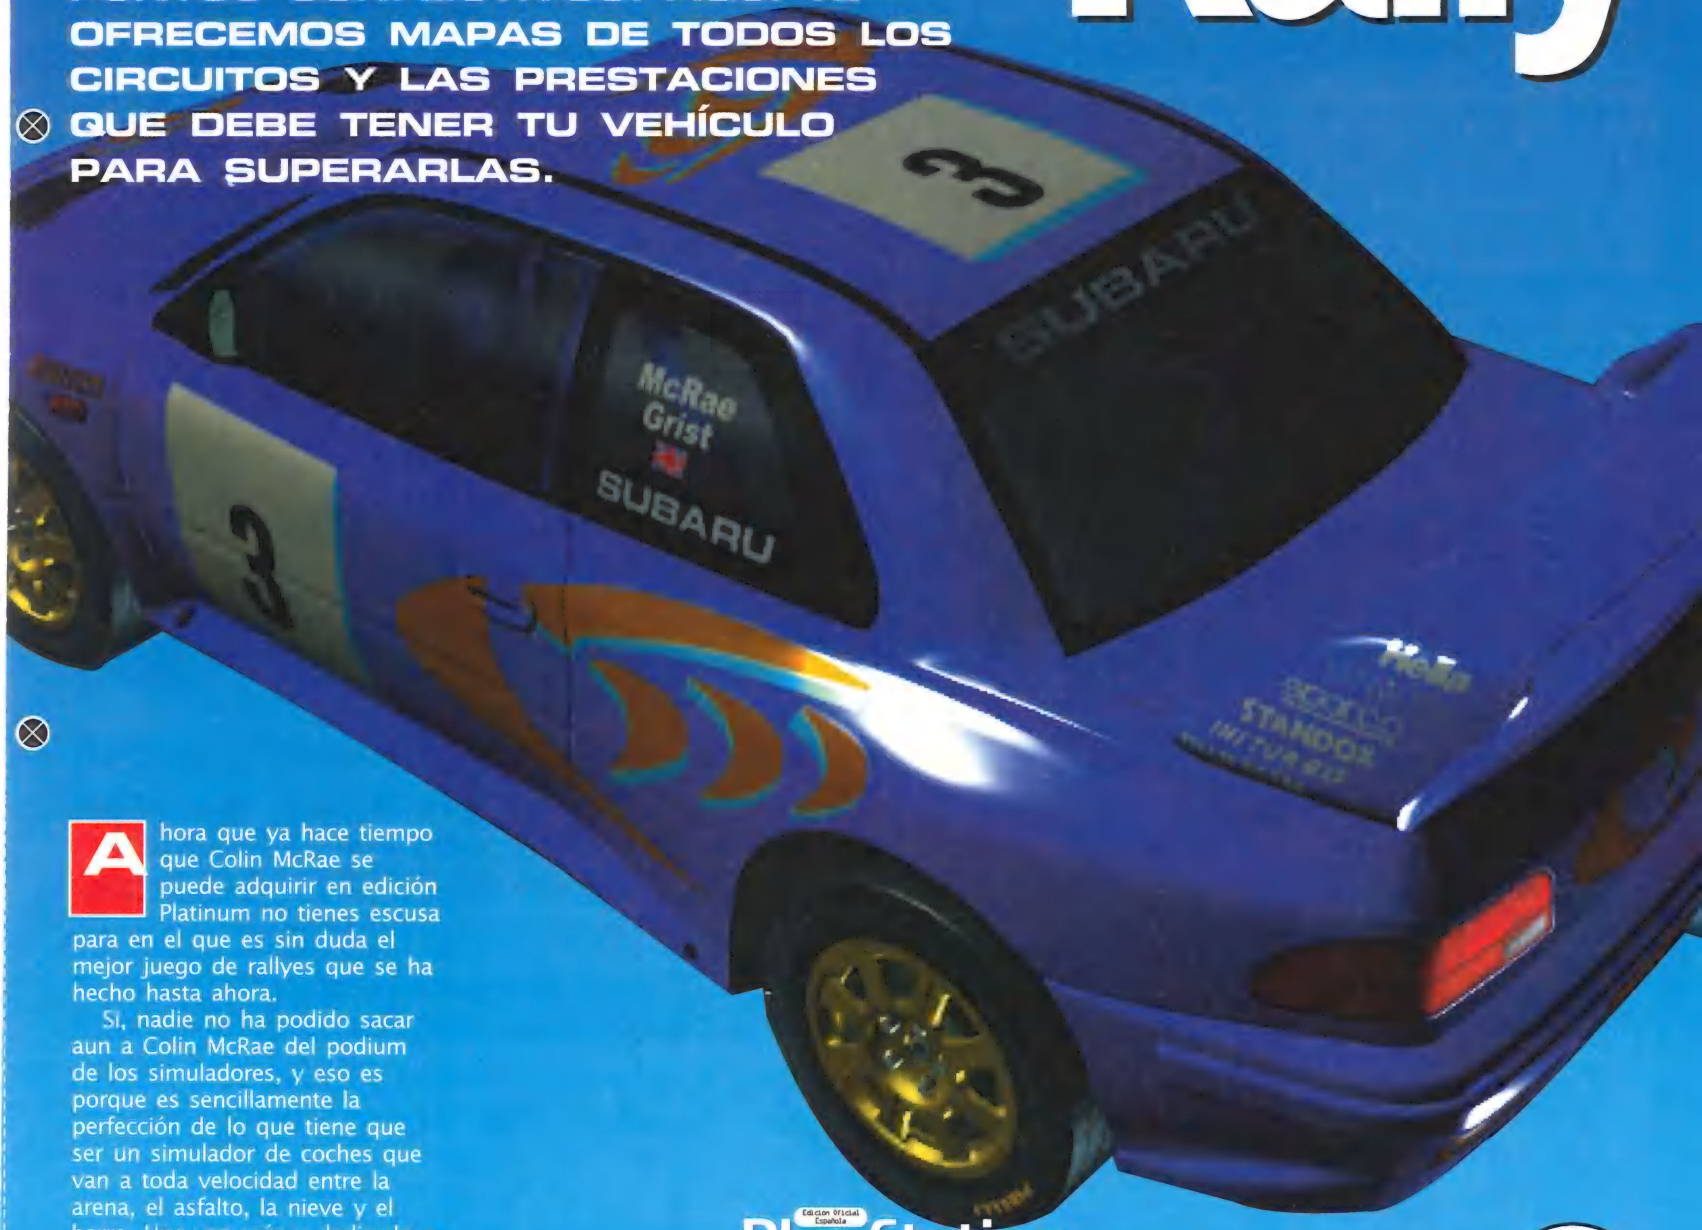 OFRECEMOS MAPAS DE TODOS LOS
CIRCUITOS Y LAS PRESTACIONES
QUE DEBE TENER TU VEHÍCULO
PARA SUPERARLAS.
Rally
3
SUBARU
McRae
Grist
SUBARU
3
Hella
STANDOX
PIRELLI
A
hora que ya hace tiempo
que Colin McRae se
puede adquirir en edición
Platinum no tienes escusa
para en el que es sin duda el
mejor juego de rallyes que se ha
hecho hasta ahora.
Si, nadie no ha podido sacar
aun a Colin McRae del podium
de los simuladores, y eso es
porque es sencillamente la
perfección de lo que tiene que
ser un simulador de coches que
van a toda velocidad entre la
arena, el asfalto, la nieve y el
Edición Oficial
Española